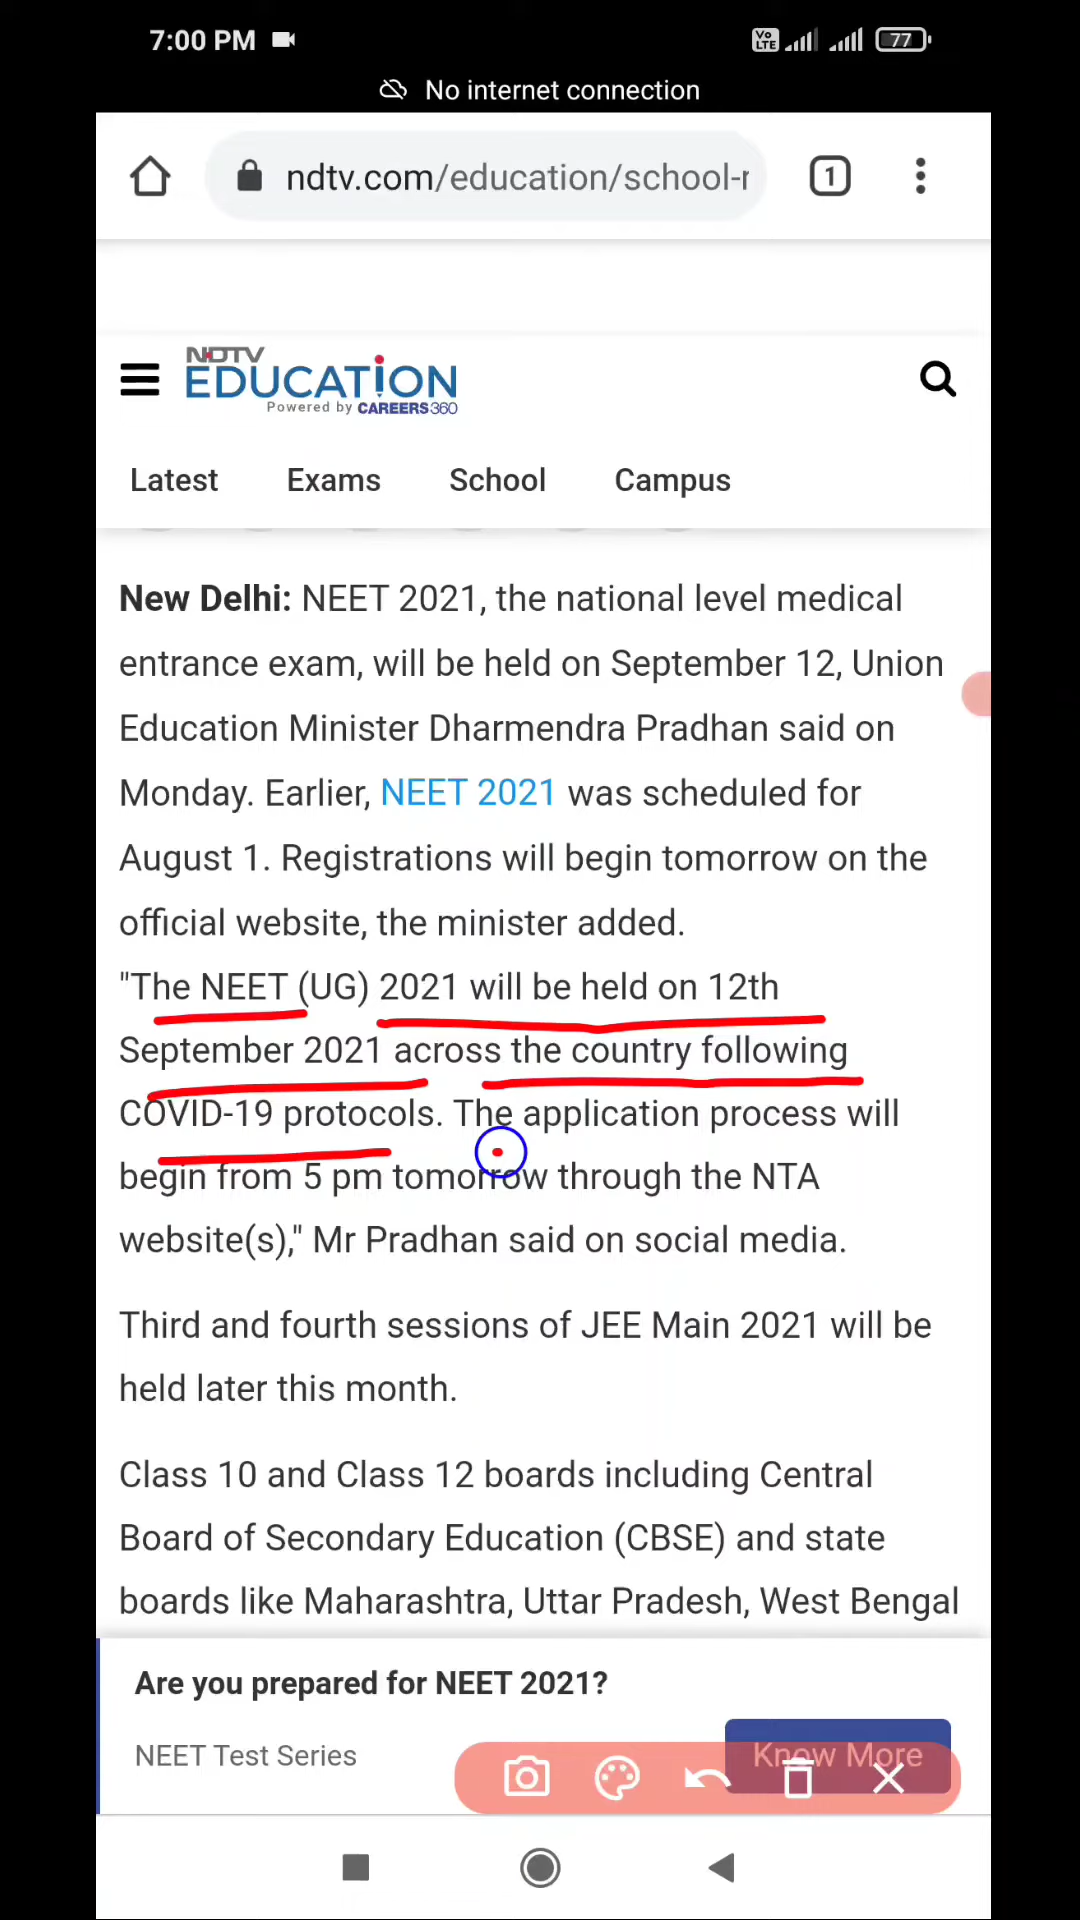 7:00 PM
Vo LTE
77
No internet connection
ndtv.com/education/school-r
1
NDTV
EDUCATION
Powered by CAREERS360
Latest Exams School Campus
New Delhi: NEET 2021, the national level medical
entrance exam, will be held on September 12, Union
Education Minister Dharmendra Pradhan said on
Monday. Earlier, NEET 2021 was scheduled for
August 1. Registrations will begin tomorrow on the
official website, the minister added.
"The NEET (UG) 2021 will be held on 12th
September 2021 across the country following
COVID-19 protocols. The application process will
begin from 5 pm tomorrow through the NTA
website(s)," Mr Pradhan said on social media.
Third and fourth sessions of JEE Main 2021 will be
held later this month.
Class 10 and Class 12 boards including Central
Board of Secondary Education (CBSE) and state
boards like Maharashtra, Uttar Pradesh, West Bengal
Are you prepared for NEET 2021?
NEET Test Series
Know More